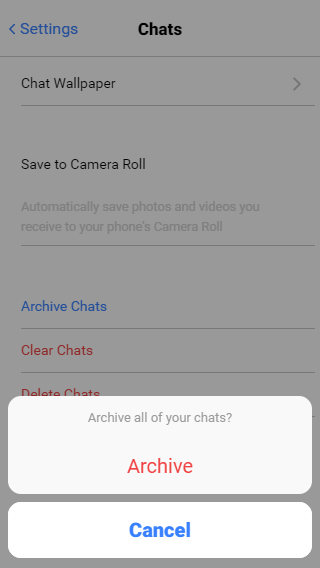 Settings
Chats
Chat Wallpaper
Save to Camera Roll
Automatically save photos and videos you
receive to your phone's Camera Roll
Archive Chats
Clear Chats
Delete Chats
Archive all of your chats?
Archive
Cancel